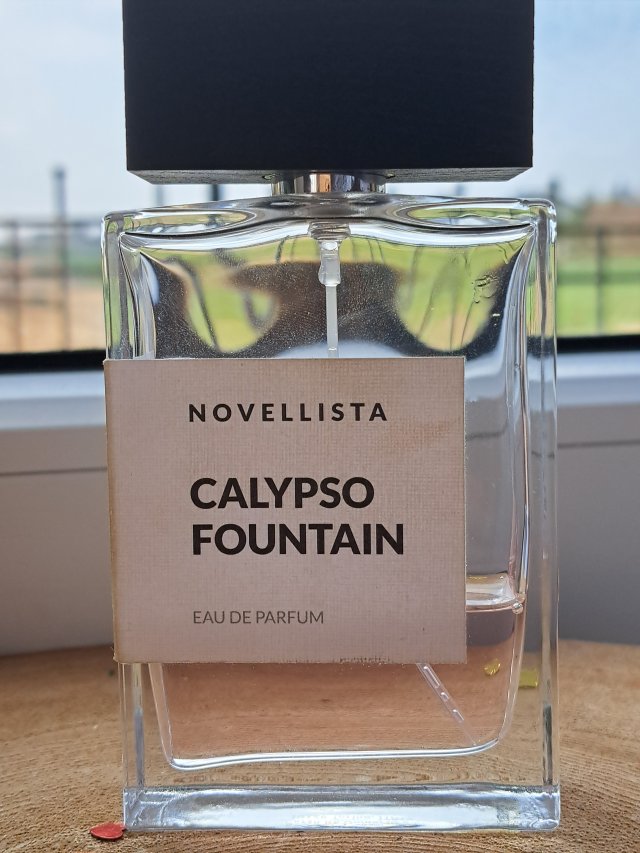 NOVELLISTA
CALYPSO
FOUNTAIN
EAU DE PARFUM